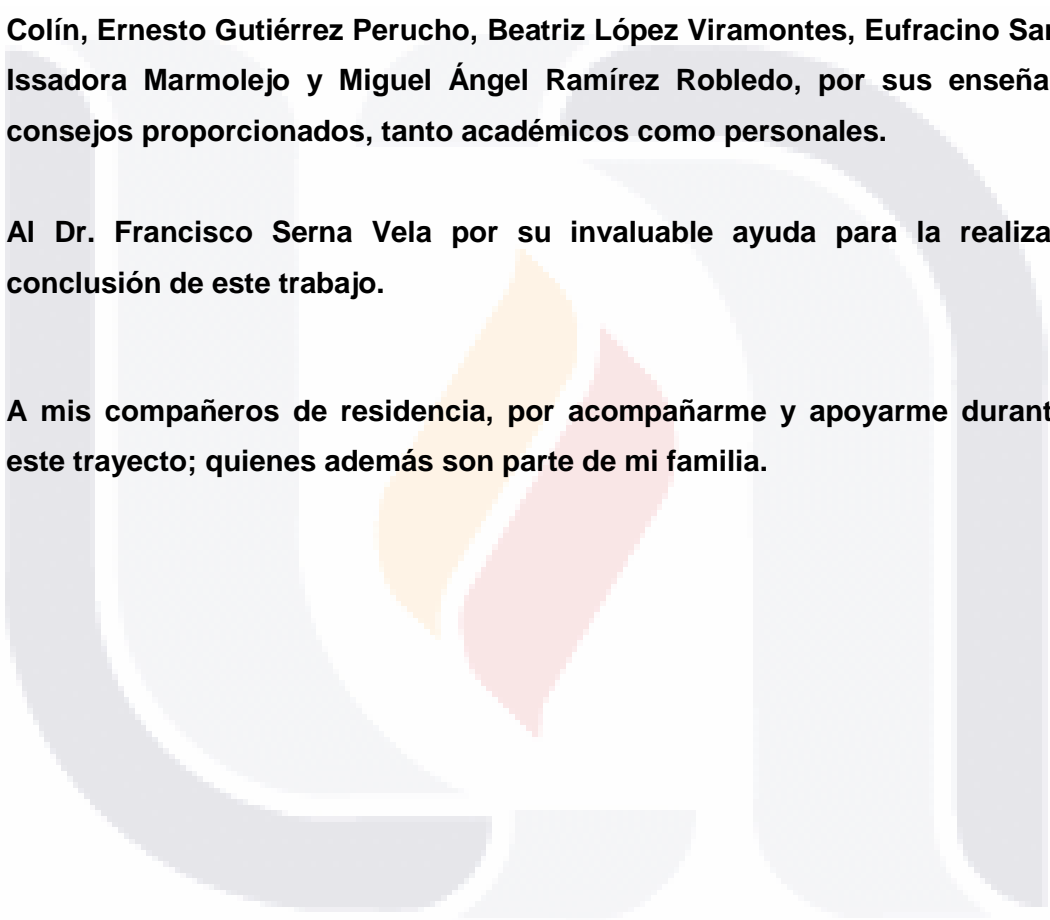 Colín, Ernesto Gutiérrez Perucho, Beatriz López Viramontes, Eufracino
Issadora Marmolejo y Miguel Ángel Ramírez Robledo, por sus
consejos proporcionados, tanto académicos como personales.
Al Dr. Francisco Serna Vela por su invaluable ayuda para la
conclusión de este trabajo.
A mis compañeros de residencia, por acompañarme y apoyarme
este trayecto; quienes además son parte de mi familia.